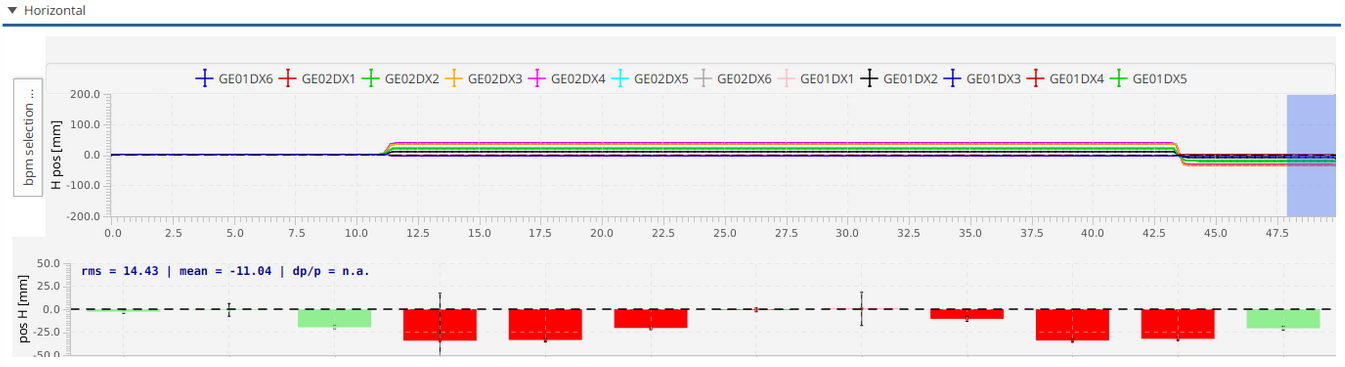 Horizontal
bpm selection ...
GE01DX6 GE02DX1 GE02DX2 GE02DX3 GE02DX4 GE02DX5 GE02DX6 GE01DX1 GE01DX2 GE01DX3 GE01DX4 GE01DX5
H pos [mm]
200.0
100.0
0.0
-100.0
-200.0
0.0 2.5 5.0 7.5 10.0 12.5 15.0 17.5 20.0 22.5 25.0 27.5 30.0 32.5 35.0 37.5 40.0 42.5 45.0 47.5
pos H [mm]
50.0
rms = 14.43 | mean = -11.04 | dp/p = n.a.
25.0
0.0
-25.0
-50.0